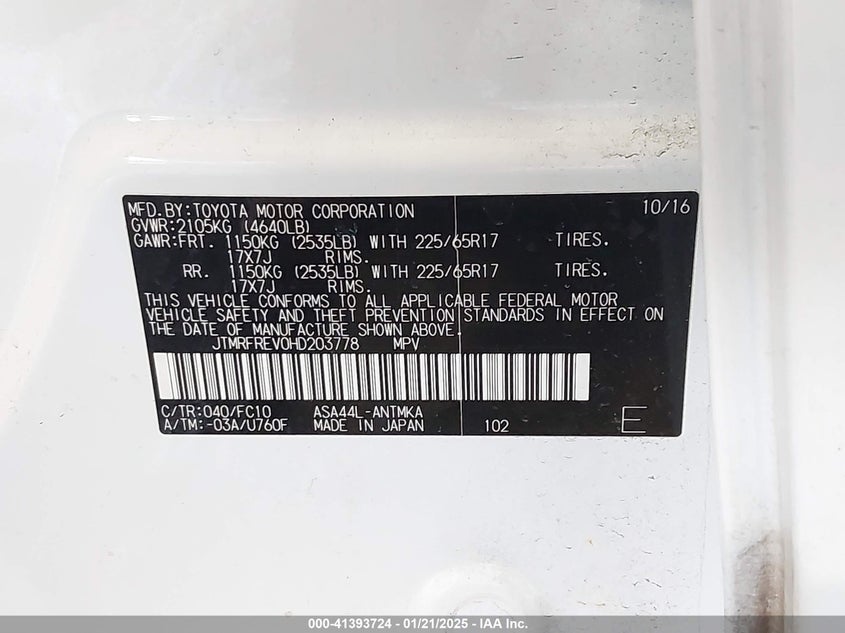 MFD.BY:TOYOTA MOTOR CORPORATION 10/16
GVWR:2105KG (4640LB)
GAWR:FRT. 1150KG (2535LB) WITH 225/65R17 TIRES.
17X7J RIMS.
RR. 1150KG (2535LB) WITH 225/65R17 TIRES.
17X7J RIMS.
THIS VEHICLE CONFORMS TO ALL APPLICABLE FEDERAL MOTOR
VEHICLE SAFETY AND THEFT PREVENTION STANDARDS IN EFFECT ON
THE DATE OF MANUFACTURE SHOWN ABOVE.
JTMRFREV0HD203778 MPV
C/TR:040/FC10 ASA44L-ANTMKA
A/TM:-03A/U760F MADE IN JAPAN 102 E
000-41393724 / 01/21/2025 - IAA Inc.